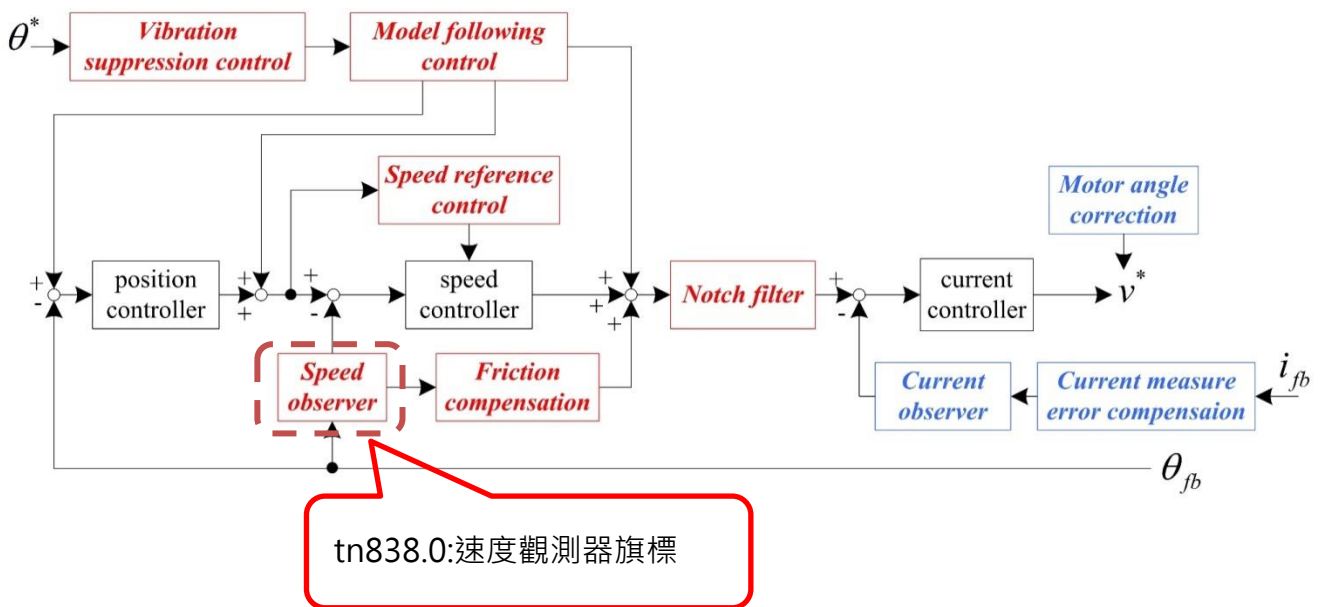 θ*
Vibration
suppression control
Model following
control
Speed reference
control
Motor angle
correction
+
-
position
controller
+
+
+
-
speed
controller
+
+
+
Notch filter
+
-
current
controller
v*
Speed
observer
Friction
compensation
Current
observer
Current measure
error compensaion
i_fb
θ_fb
tn838.0:速度觀測器旗標